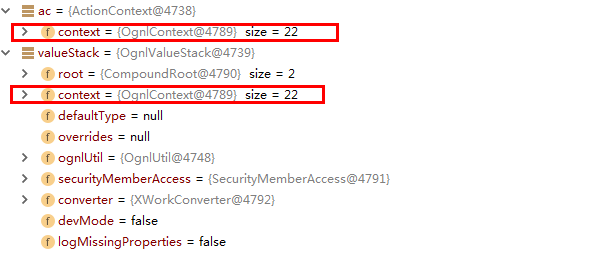 ac = {ActionContext@4738}
f context = {OgnlContext@4789} size = 22
valueStack = {OgnlValueStack@4739}
f root = {CompoundRoot@4790} size = 2
f context = {OgnlContext@4789} size = 22
f defaultType = null
f overrides = null
f ognlUtil = {OgnlUtil@4748}
f securityMemberAccess = {SecurityMemberAccess@4791}
f converter = {XWorkConverter@4792}
f devMode = false
f logMissingProperties = false